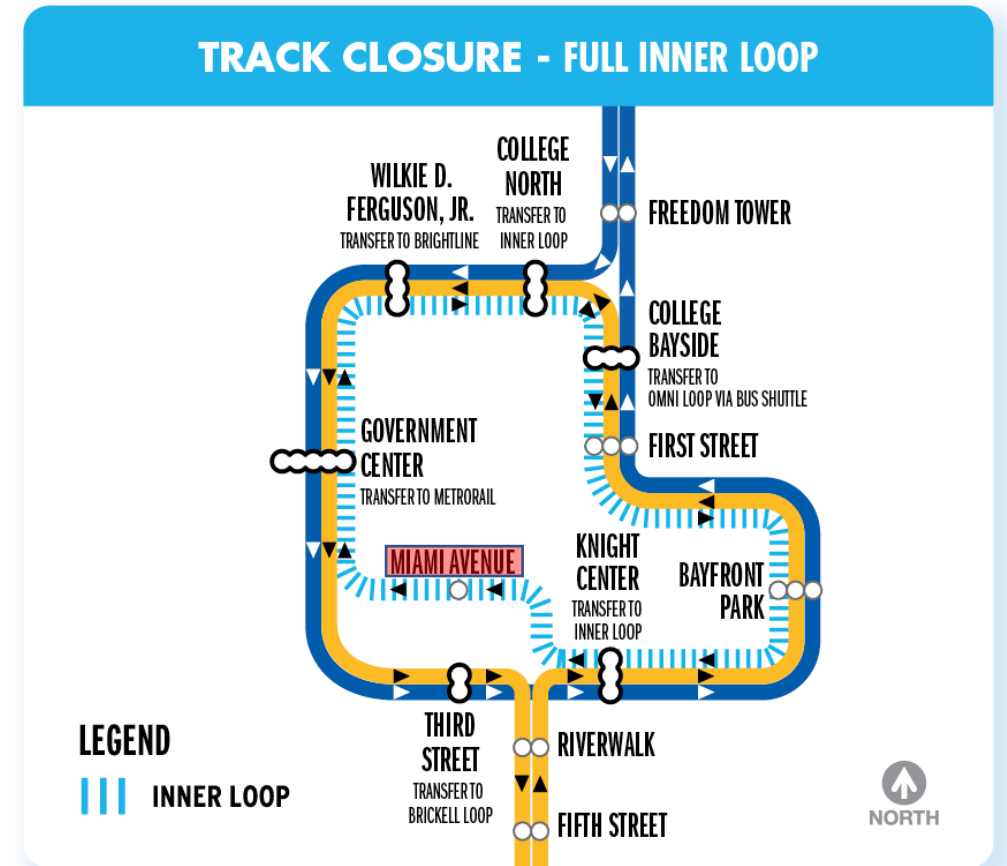 TRACK CLOSURE - FULL INNER LOOP
COLLEGE
NORTH
TRANSFER TO
INNER LOOP
WILKIE D.
FERGUSON, JR.
TRANSFER TO BRIGHTLINE
FREEDOM TOWER
COLLEGE
BAYSIDE
TRANSFER TO
OMNI LOOP VIA BUS SHUTTLE
GOVERNMENT
CENTER
TRANSFER TO METRORAIL
FIRST STREET
MIAMI AVENUE
KNIGHT
CENTER
TRANSFER TO
INNER LOOP
BAYFRONT
PARK
THIRD
STREET
TRANSFER TO
BRICKELL LOOP
RIVERWALK
FIFTH STREET
LEGEND
INNER LOOP
NORTH